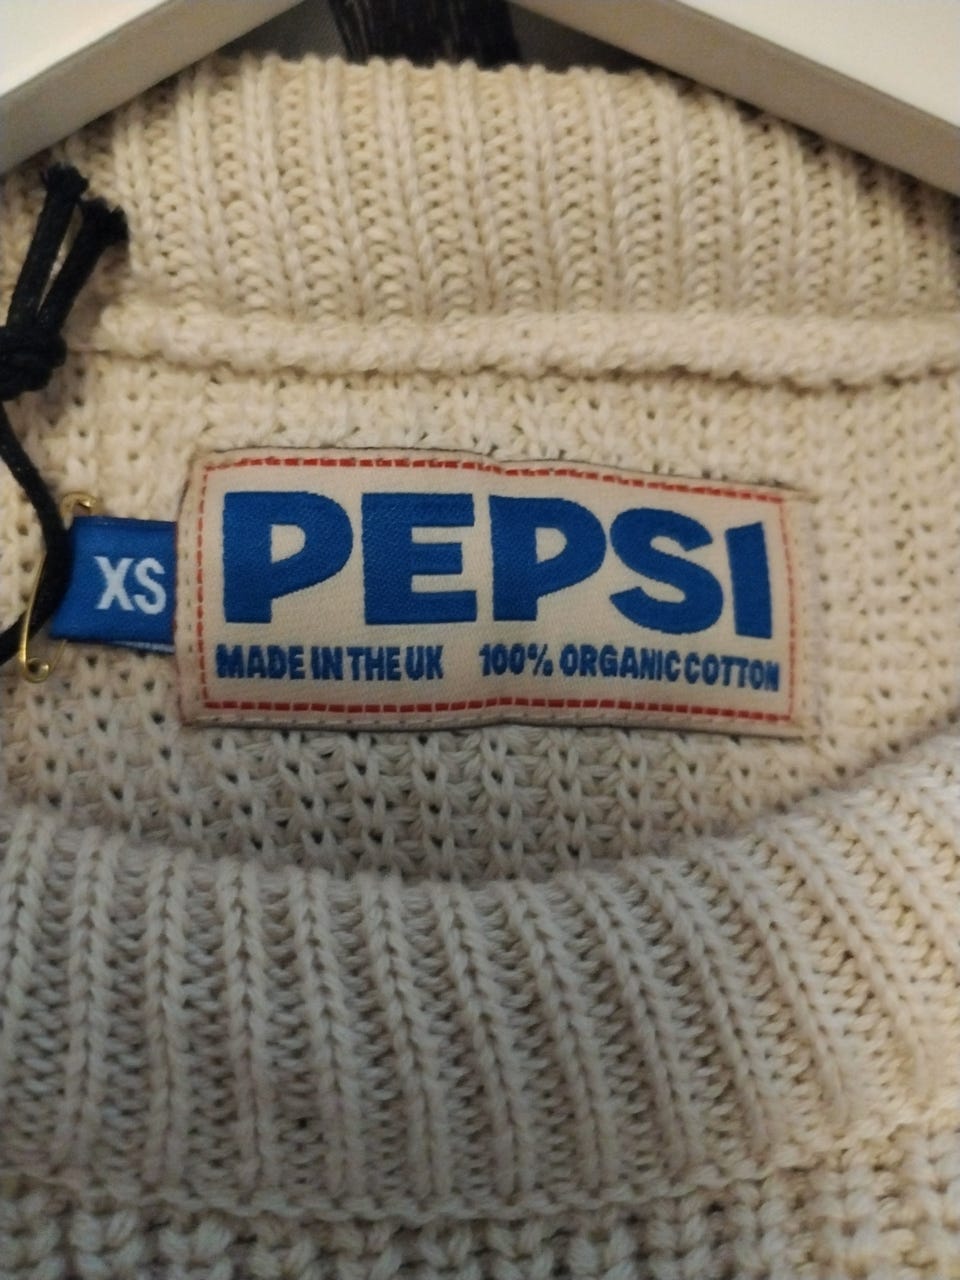 XS
PEPSI
MADE IN THE UK 100% ORGANIC COTTON